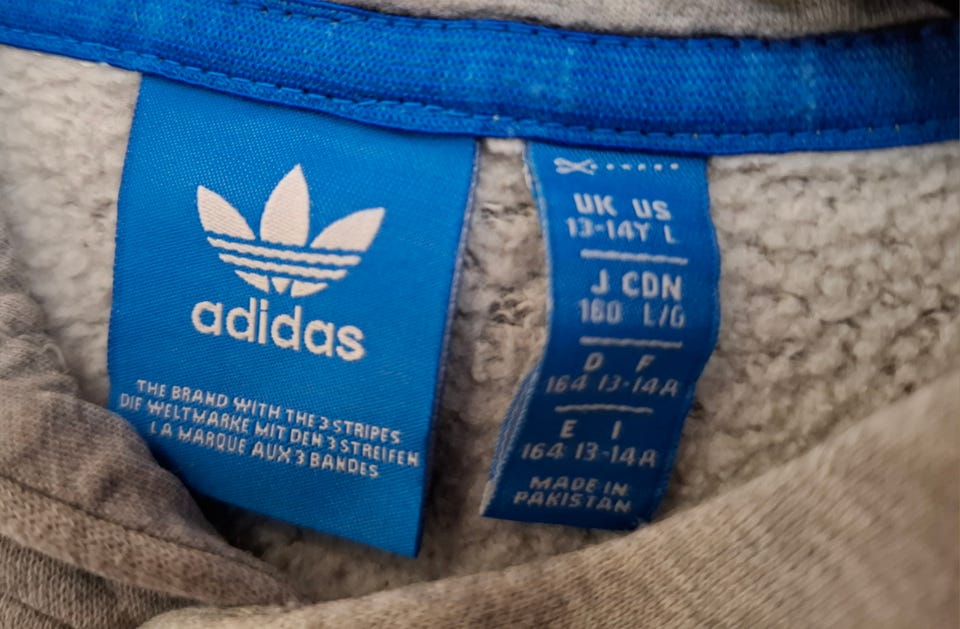 adidas
THE BRAND WITH THE 3 STRIPES
DIE WELTMARKE MIT DEN 3 STREIFEN
LA MARQUE AUX 3 BANDES
UK US
13-14Y L
J CDN
160 L/G
D F
164 13-14A
E I
164 13-14A
MADE IN
PAKISTAN